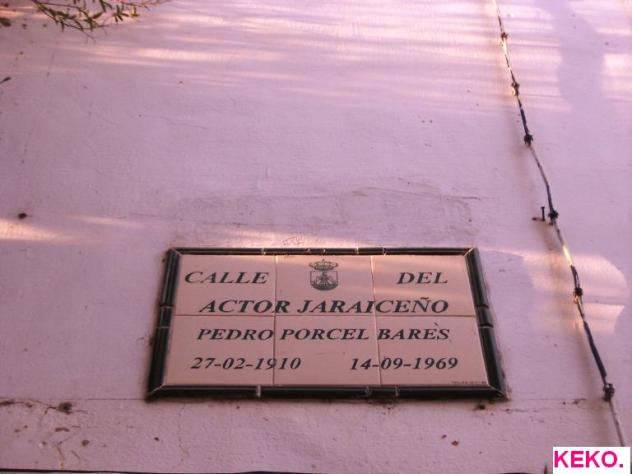 CALLE DEL
ACTOR JARAICEÑO
PEDRO PORCEL BARES
27-02-1910 14-09-1969
KEKO.